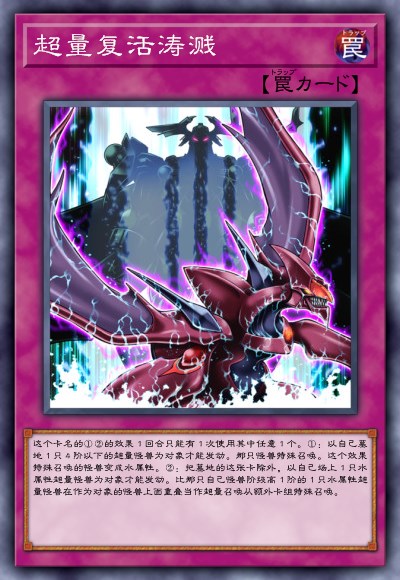 超量复活涛溅
トラップ
罠
トラップ
【罠カード】
这个卡名的①②的效果1回合只能有1次使用其中任意1个。①：以自己墓
地1只4阶以下的超量怪兽为对象才能发动。那只怪兽特殊召唤。这个效果
特殊召唤的怪兽变成水属性。②：把墓地的这张卡除外，以自己场上1只水
属性超量怪兽为对象才能发动。比那只自己怪兽阶级高1阶的1只水属性超
量怪兽在作为对象的怪兽上面重叠当作超量召唤从额外卡组特殊召唤。